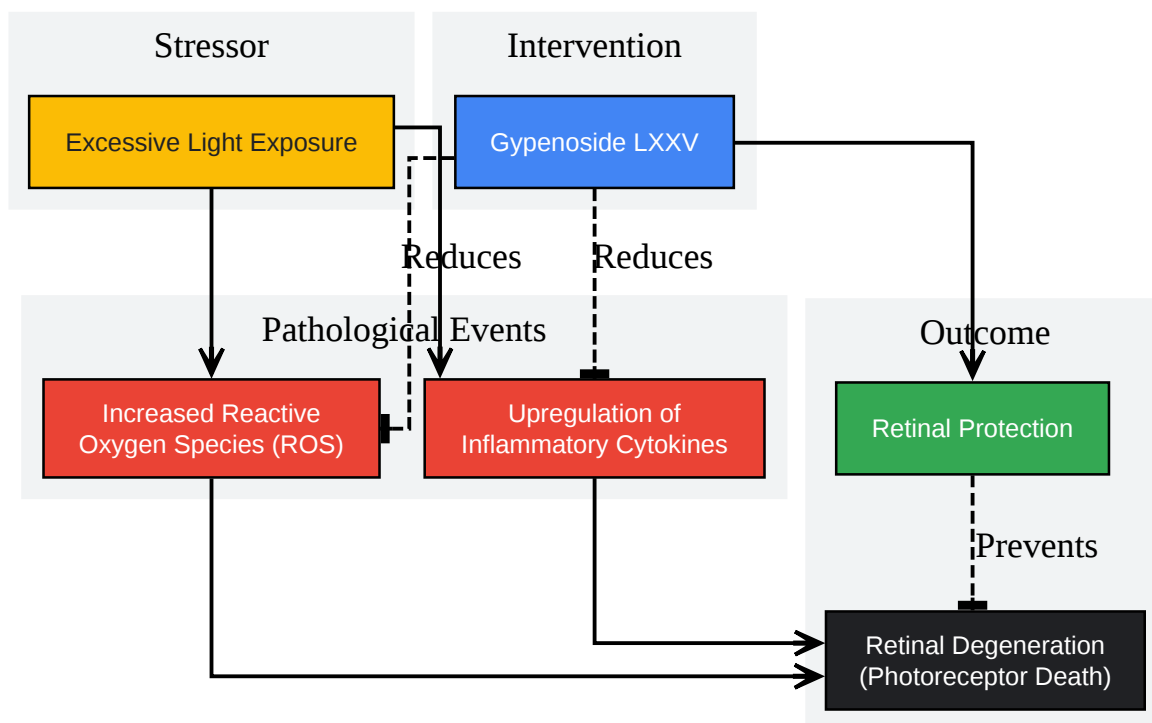 Stressor
Intervention
Excessive Light Exposure
Gypenoside LXXV
Reduces
Reduces
Pathological Events
Outcome
Increased Reactive
Oxygen Species (ROS)
Upregulation of
Inflammatory Cytokines
Retinal Protection
Prevents
Retinal Degeneration
(Photoreceptor Death)